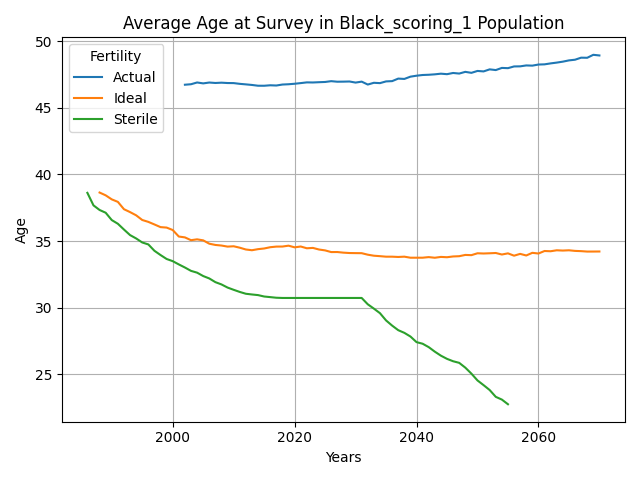 Average Age at Survey in Black_scoring_1 Population
Fertility
Actual
Ideal
Sterile
50
45
40
35
30
25
Age
2000
2020
2040
2060
Years